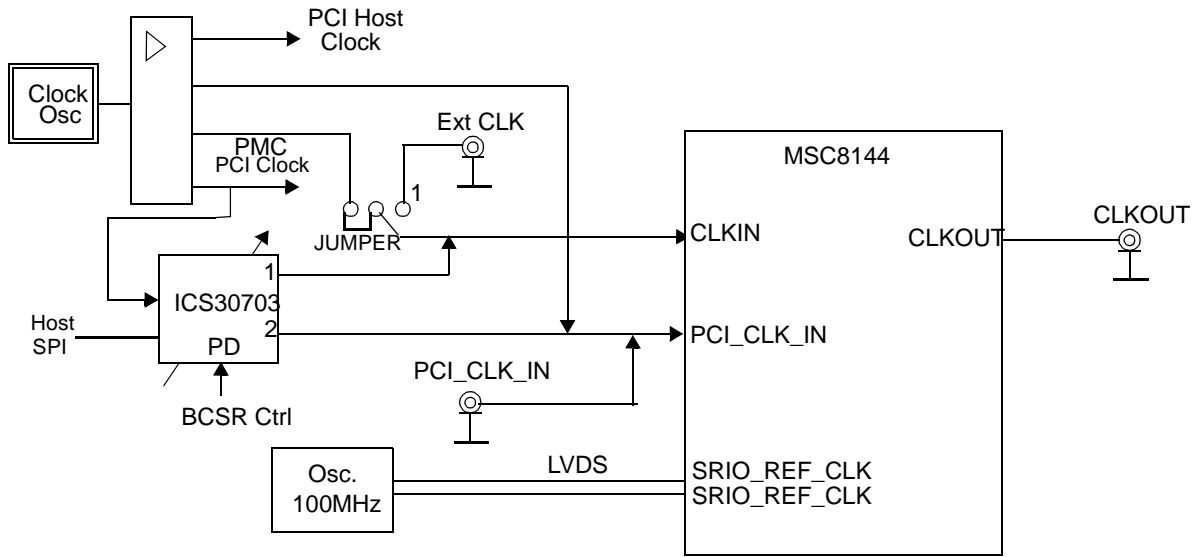 PCI Host
Clock
Clock
Osc
PMC
PCI Clock
Ext CLK
1
JUMPER
MSC8144
CLKIN
CLKOUT
CLKOUT
1
ICS30703
2
PD
Host
SPI
BCSR Ctrl
PCI_CLK_IN
PCI_CLK_IN
Osc.
100MHz
LVDS
SRIO_REF_CLK
SRIO_REF_CLK